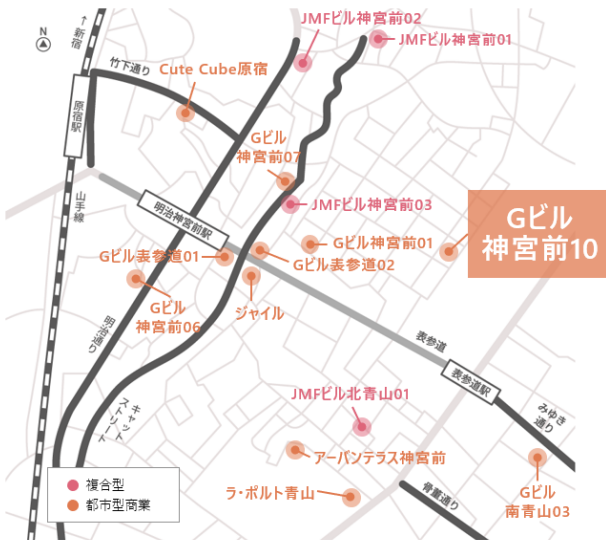 JMFビル神宮前02
JMFビル神宮前01
N
↑新宿
竹下通り
Cute Cube原宿
原宿駅
Gビル
神宮前07
山手線
明治神宮前駅
JMFビル神宮前03
Gビル
神宮前10
Gビル神宮前01
Gビル表参道01
Gビル表参道02
ジャイル
Gビル
神宮前06
明治通り
表参道
表参道駅
キャット
ストリート
JMFビル北青山01
みゆき
通り
アーバンテラス神宮前
ラ・ポルト青山
骨董通り
Gビル
南青山03
複合型
都市型商業